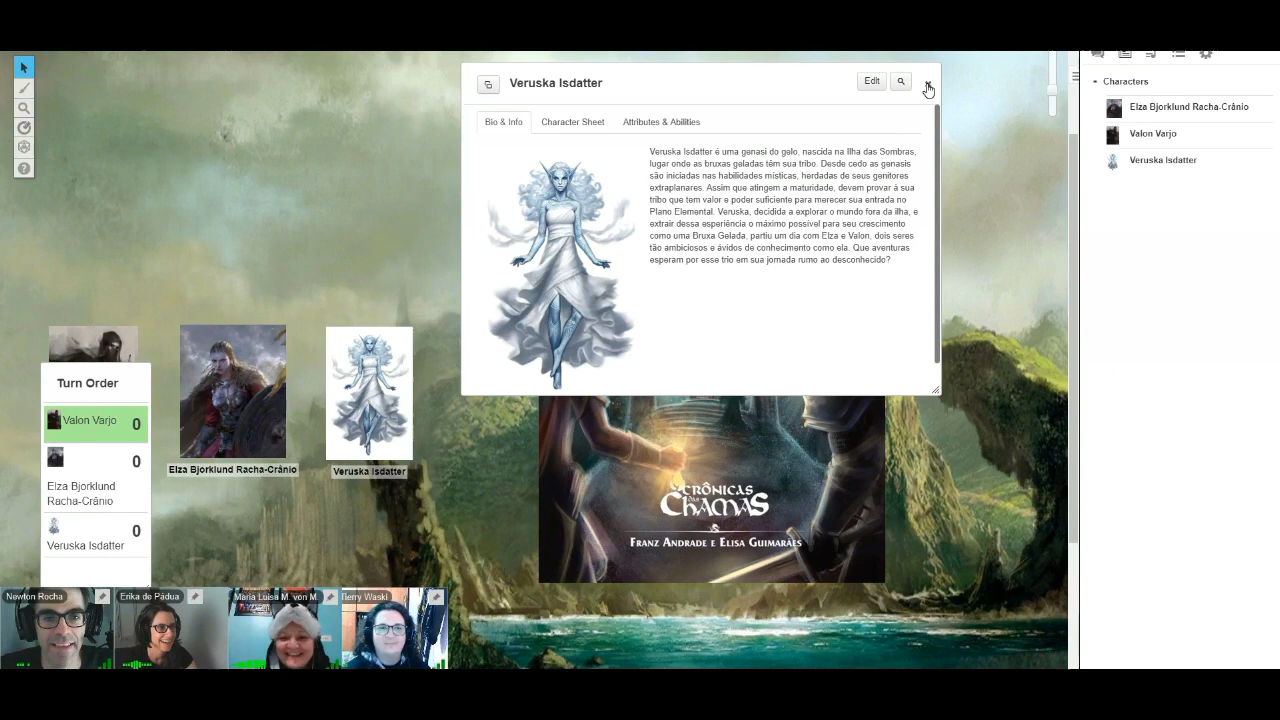 Veruska Isdatter
Edit
Bio & Info
Character Sheet
Attributes & Abilities
Veruska Isdatter é uma genasi do gelo, nascida na Ilha das Sombras,
lugar onde as bruxas geladas têm sua tribo. Desde cedo as genasis
são iniciadas nas habilidades místicas, herdadas de seus genitores
extraplanares. Assim que atingem a maturidade, devem provar à sua
tribo que tem valor e poder suficiente para merecer sua entrada no
Plano Elemental. Veruska, decidida a explorar o mundo fora da ilha, e
extrair dessa esperiência o máximo possível para seu crescimento
como uma Bruxa Gelada, partiu um dia com Elza e Valon, dois seres
tão ambiciosos e ávidos de conhecimento como ela. Que aventuras
esperam por esse trio em sua jornada rumo ao desconhecido?
Characters
Elza Bjorklund Racha-Crânio
Valon Varjo
Veruska Isdatter
Turn Order
Valon Varjo 0
0
Elza Bjorklund
Racha-Crânio
0
Veruska Isdatter
Elza Bjorklund Racha-Crânio
Veruska Isdatter
CRÔNICAS
DAS
CHAMAS
FRANZ ANDRADE E ELISA GUIMARÃES
Newton Rocha
Erika de Pádua
Maria Luisa M. von M.